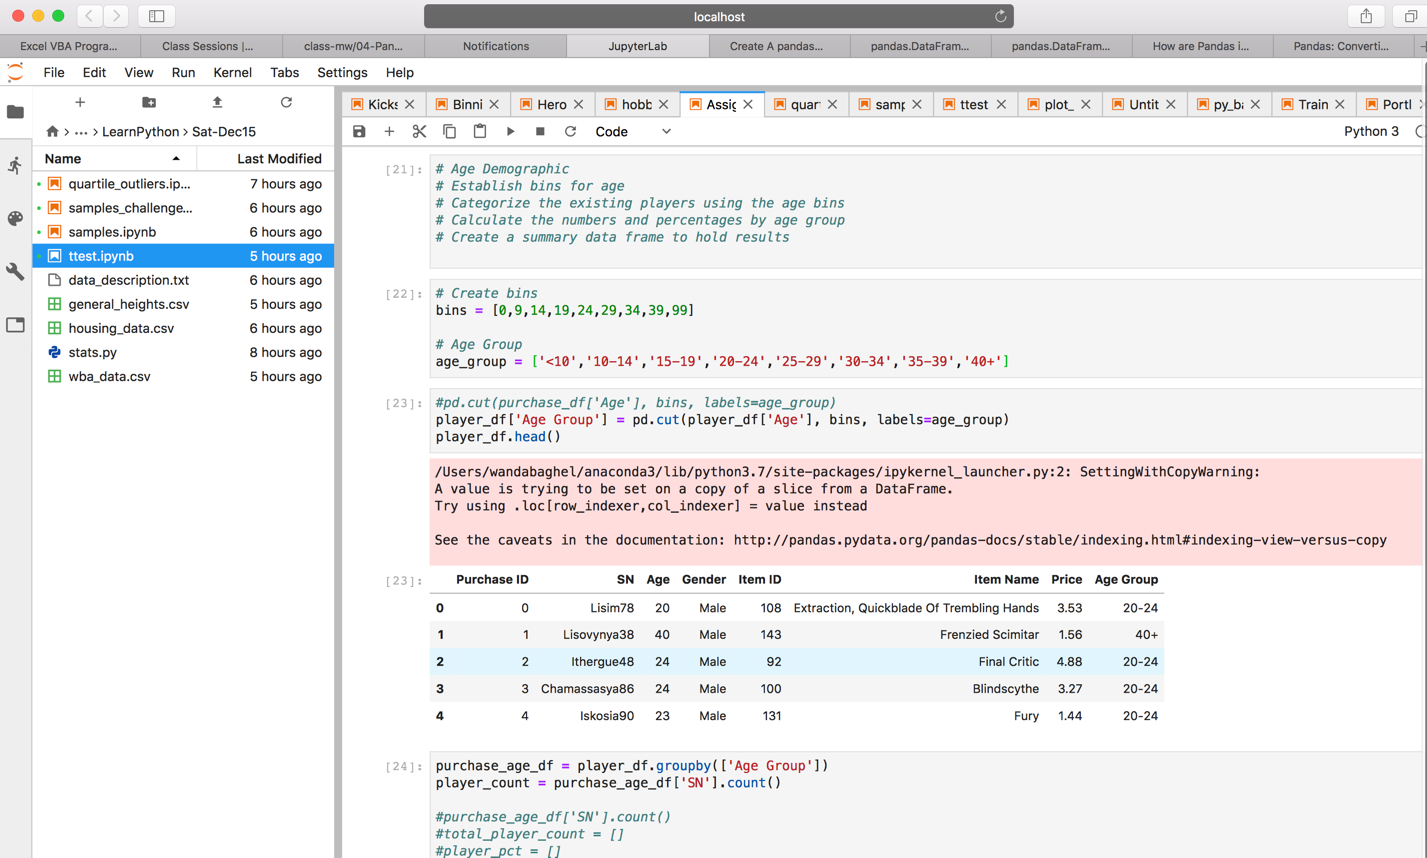 localhost
Excel VBA Progra...
Class Sessions |...
class-mw/04-Pan...
Notifications
JupyterLab
Create A pandas...
pandas.DataFram...
pandas.DataFram...
How are Pandas i...
Pandas: Converti...
File Edit View Run Kernel Tabs Settings Help
LearnPython > Sat-Dec15
Name Last Modified
quartile_outliers.ip... 7 hours ago
samples_challenge... 6 hours ago
samples.ipynb 6 hours ago
ttest.ipynb 5 hours ago
data_description.txt 6 hours ago
general_heights.csv 5 hours ago
housing_data.csv 6 hours ago
stats.py 8 hours ago
wba_data.csv 5 hours ago
Kicks Binni Hero hobb Assig quar samp ttest plot_ Untit py_ba Train Portl
Code Python 3
[21]: # Age Demographic
# Establish bins for age
# Categorize the existing players using the age bins
# Calculate the numbers and percentages by age group
# Create a summary data frame to hold results
[22]: # Create bins
bins = [0,9,14,19,24,29,34,39,99]
# Age Group
age_group = ['<10','10-14','15-19','20-24','25-29','30-34','35-39','40+']
[23]: #pd.cut(purchase_df['Age'], bins, labels=age_group)
player_df['Age Group'] = pd.cut(player_df['Age'], bins, labels=age_group)
player_df.head()
/Users/wandabaghel/anaconda3/lib/python3.7/site-packages/ipykernel_launcher.py:2: SettingWithCopyWarning:
A value is trying to be set on a copy of a slice from a DataFrame.
Try using .loc[row_indexer,col_indexer] = value instead
See the caveats in the documentation: http://pandas.pydata.org/pandas-docs/stable/indexing.html#indexing-view-versus-copy
[23]: Purchase ID SN Age Gender Item ID Item Name Price Age Group
0 0 Lisim78 20 Male 108 Extraction, Quickblade Of Trembling Hands 3.53 20-24
1 1 Lisovynya38 40 Male 143 Frenzied Scimitar 1.56 40+
2 2 Ithergue48 24 Male 92 Final Critic 4.88 20-24
3 3 Chamassasya86 24 Male 100 Blindscythe 3.27 20-24
4 4 Iskosia90 23 Male 131 Fury 1.44 20-24
[24]: purchase_age_df = player_df.groupby(['Age Group'])
player_count = purchase_age_df['SN'].count()
#purchase_age_df['SN'].count()
#total_player_count = []
#player_pct = []